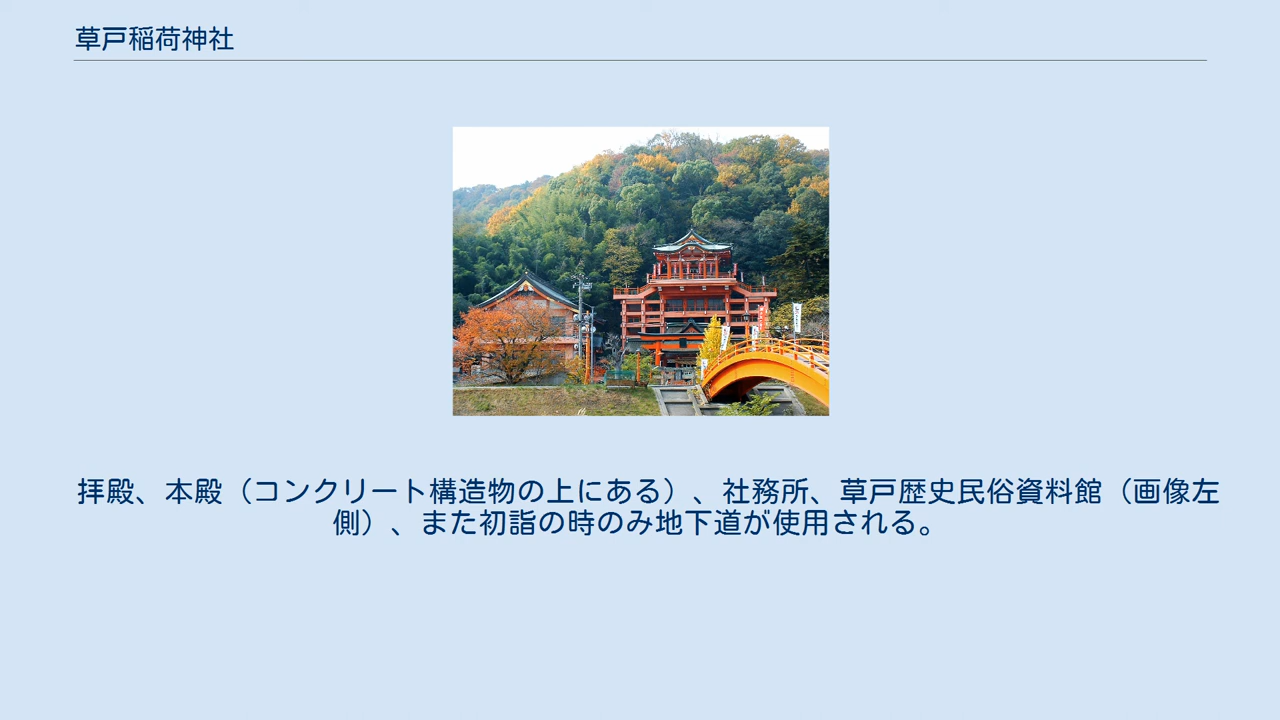 草戸稲荷神社
拝殿、本殿（コンクリート構造物の上にある）、社務所、草戸歴史民俗資料館（画像左
側）、また初詣の時のみ地下道が使用される。